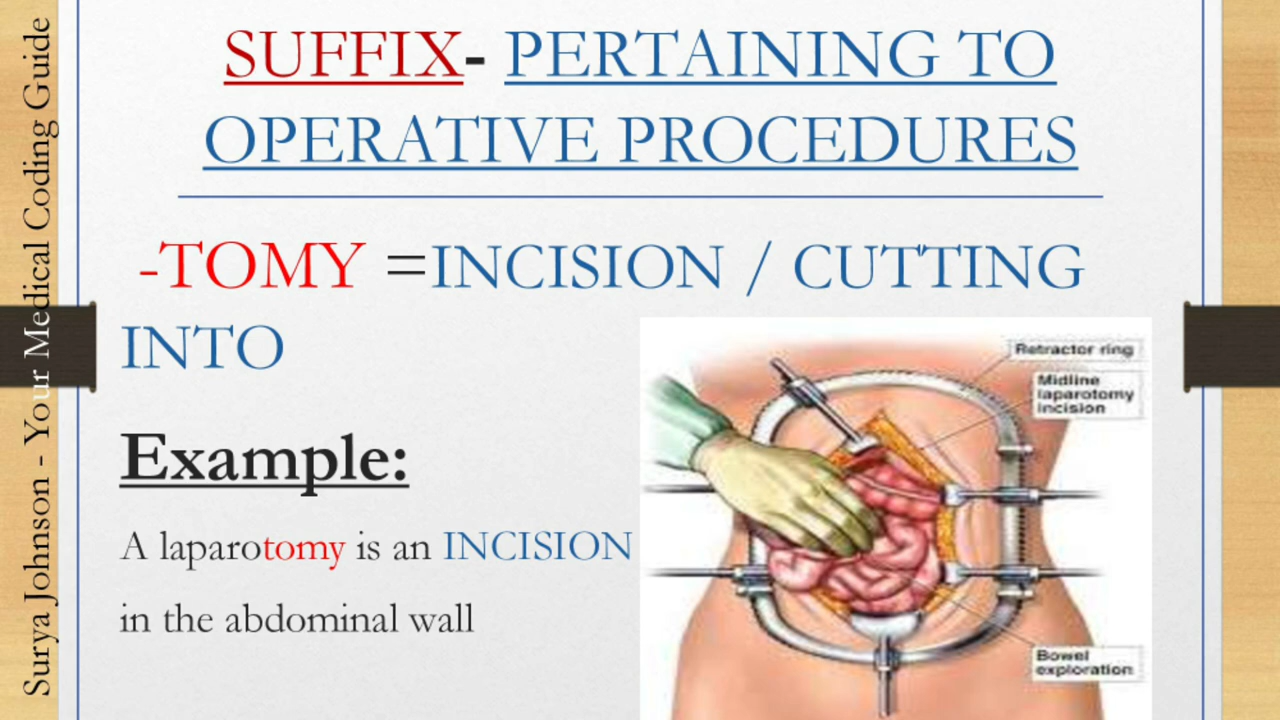 Surya Johnson - Your Medical Coding Guide
SUFFIX- PERTAINING TO
OPERATIVE PROCEDURES
-TOMY =INCISION / CUTTING
INTO
Example:
A laparotomy is an INCISION
in the abdominal wall
Retractor ring
Midline
laparotomy
incision
Bowel
exploration